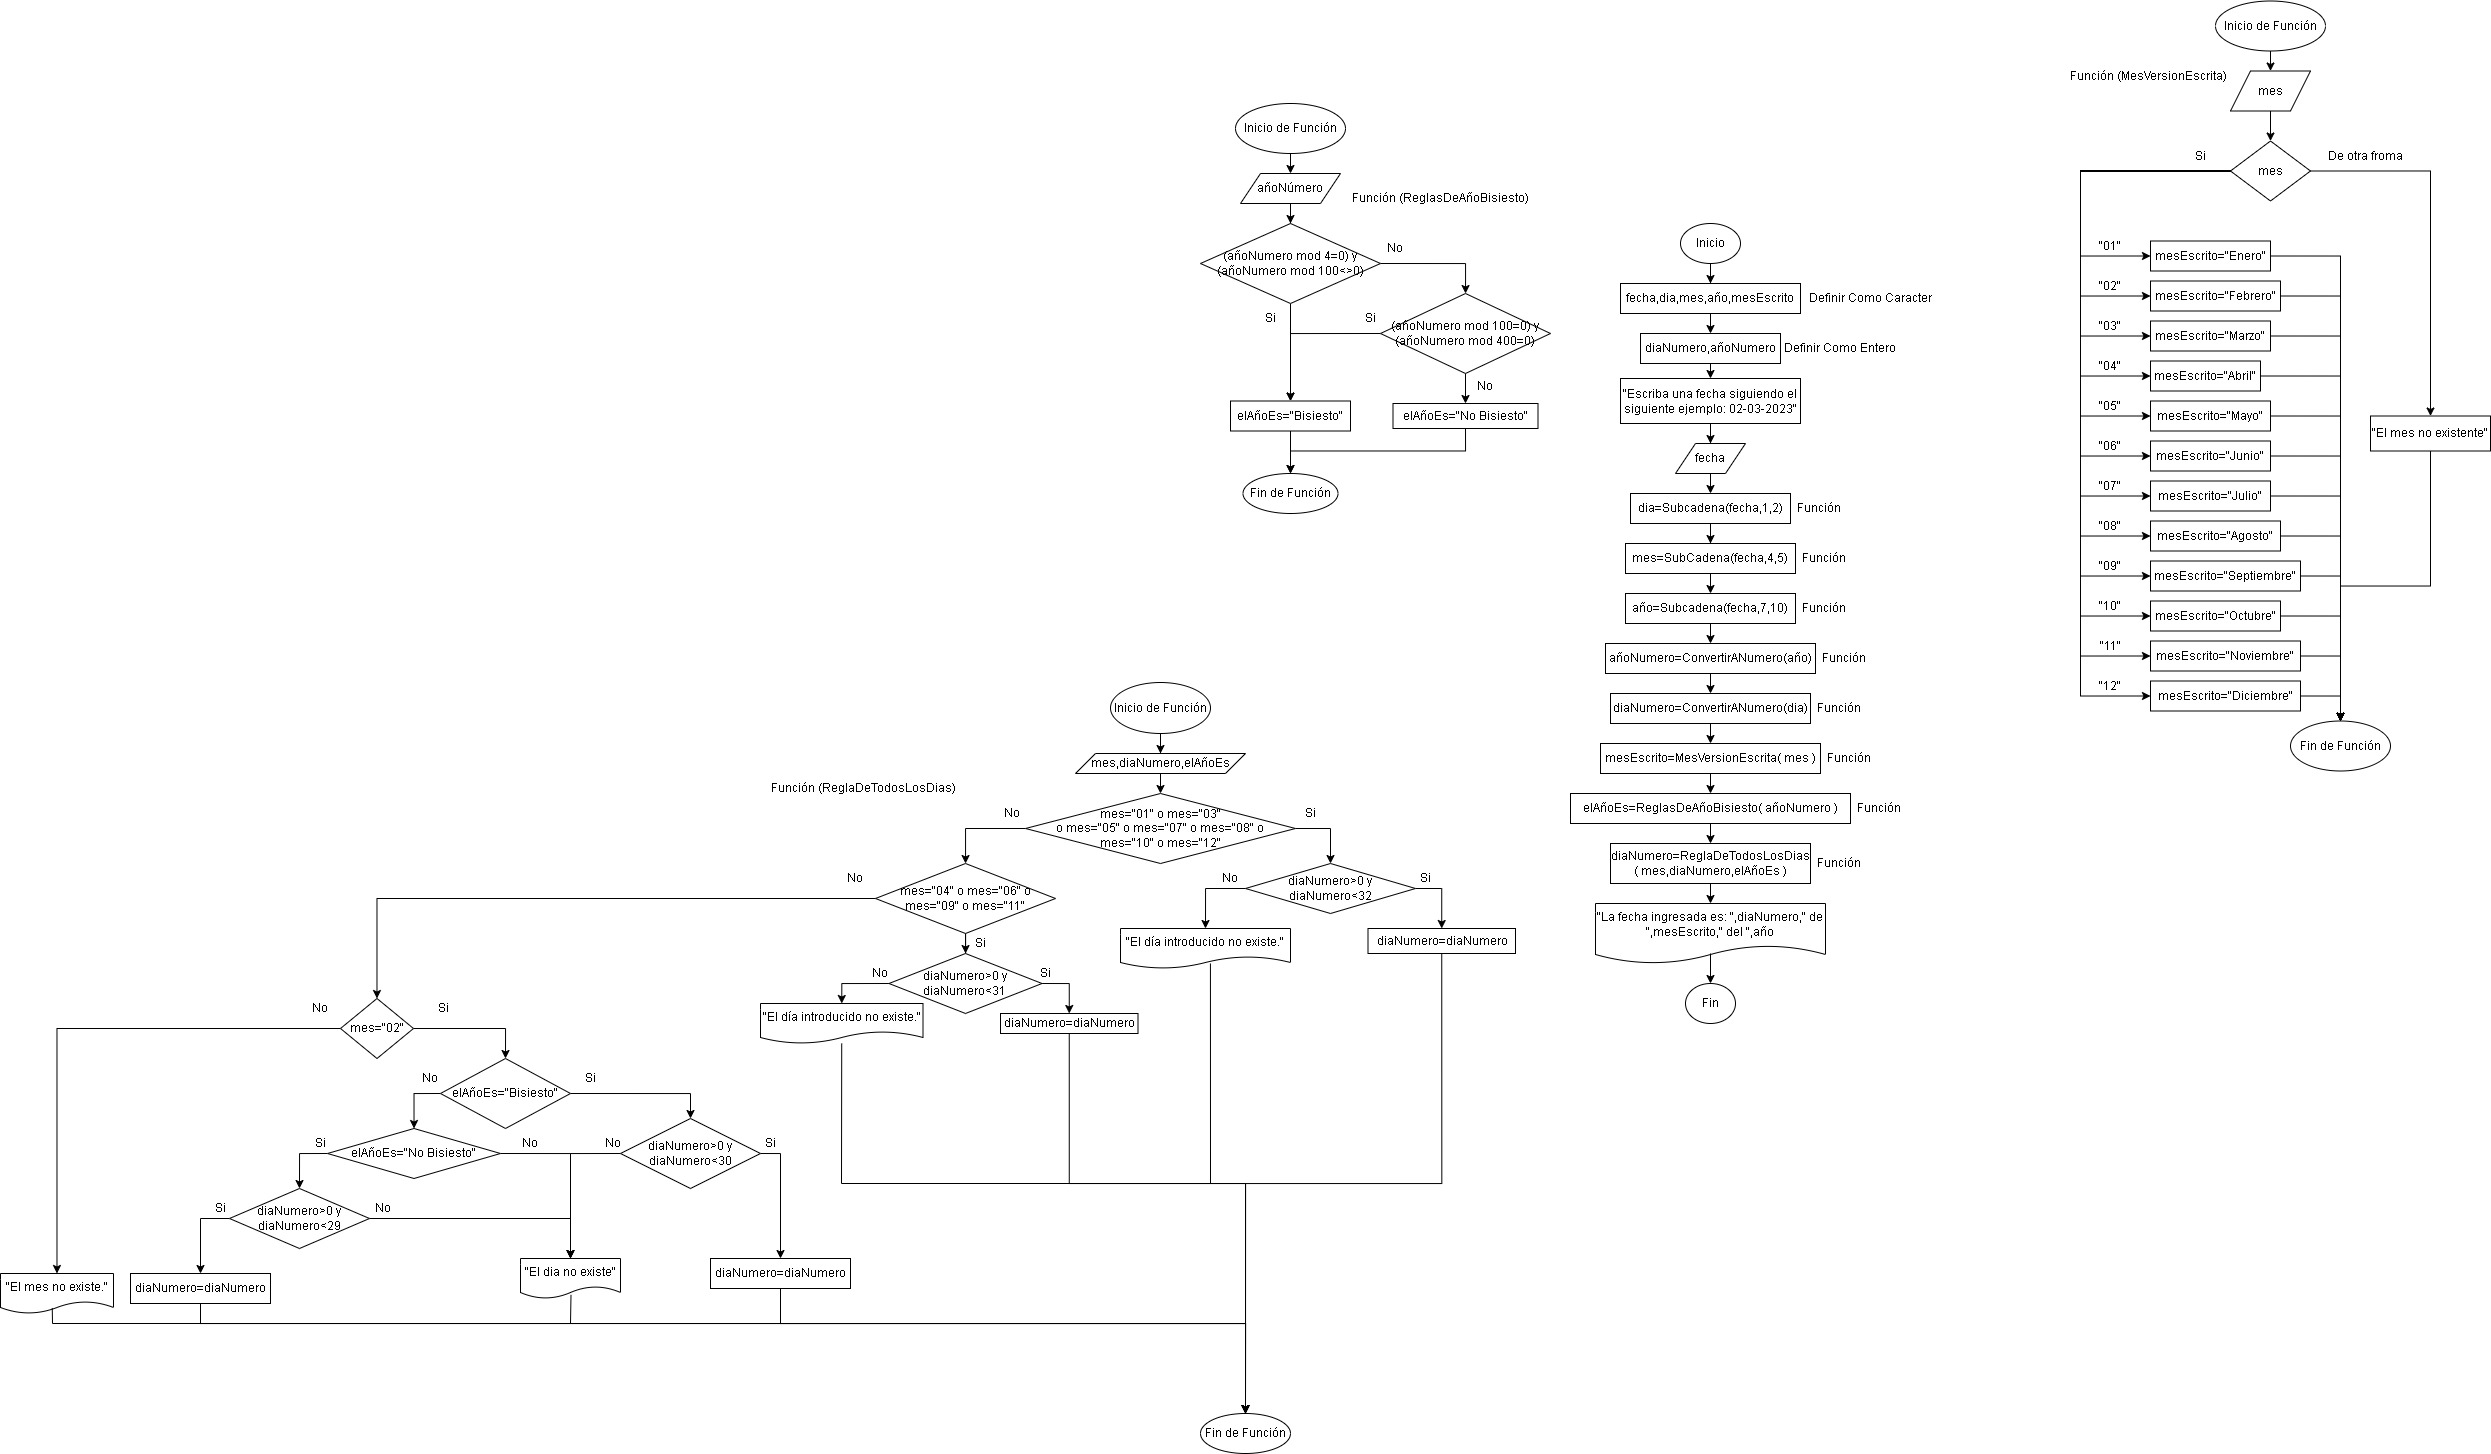 Inicio de Función
añoNúmero
Función (ReglasDeAñoBisiesto)
(añoNumero mod 4=0) y
(añoNumero mod 100<>0)
No
Si
(añoNumero mod 100=0) y
(añoNumero mod 400=0)
Si
No
elAñoEs="Bisiesto"
elAñoEs="No Bisiesto"
Fin de Función
Inicio
fecha,dia,mes,año,mesEscrito
Definir Como Caracter
diaNumero,añoNumero
Definir Como Entero
"Escriba una fecha siguiendo el
siguiente ejemplo: 02-03-2023"
fecha
dia=Subcadena(fecha,1,2)
Función
mes=SubCadena(fecha,4,5)
Función
año=Subcadena(fecha,7,10)
Función
añoNumero=ConvertirANumero(año)
Función
diaNumero=ConvertirANumero(dia)
Función
mesEscrito=MesVersionEscrita( mes )
Función
elAñoEs=ReglasDeAñoBisiesto( añoNumero )
Función
diaNumero=ReglaDeTodosLosDias
( mes,diaNumero,elAñoEs )
Función
"La fecha ingresada es: ",diaNumero," de
",mesEscrito," del ",año
Fin
Inicio de Función
Función (MesVersionEscrita)
mes
mes
Si
De otra froma
"01"
mesEscrito="Enero"
"02"
mesEscrito="Febrero"
"03"
mesEscrito="Marzo"
"04"
mesEscrito="Abril"
"05"
mesEscrito="Mayo"
"06"
mesEscrito="Junio"
"07"
mesEscrito="Julio"
"08"
mesEscrito="Agosto"
"09"
mesEscrito="Septiembre"
"10"
mesEscrito="Octubre"
"11"
mesEscrito="Noviembre"
"12"
mesEscrito="Diciembre"
"El mes no existente"
Fin de Función
Inicio de Función
mes,diaNumero,elAñoEs
Función (ReglaDeTodosLosDias)
mes="01" o mes="03"
o mes="05" o mes="07" o mes="08" o
mes="10" o mes="12"
No
Si
mes="04" o mes="06" o
mes="09" o mes="11"
No
Si
diaNumero>0 y
diaNumero<32
No
Si
"El día introducido no existe."
diaNumero=diaNumero
diaNumero>0 y
diaNumero<31
No
Si
"El día introducido no existe."
diaNumero=diaNumero
mes="02"
No
Si
elAñoEs="Bisiesto"
No
Si
elAñoEs="No Bisiesto"
Si
No
diaNumero>0 y
diaNumero<30
No
Si
diaNumero>0 y
diaNumero<29
Si
No
"El mes no existe."
diaNumero=diaNumero
"El dia no existe"
diaNumero=diaNumero
Fin de Función